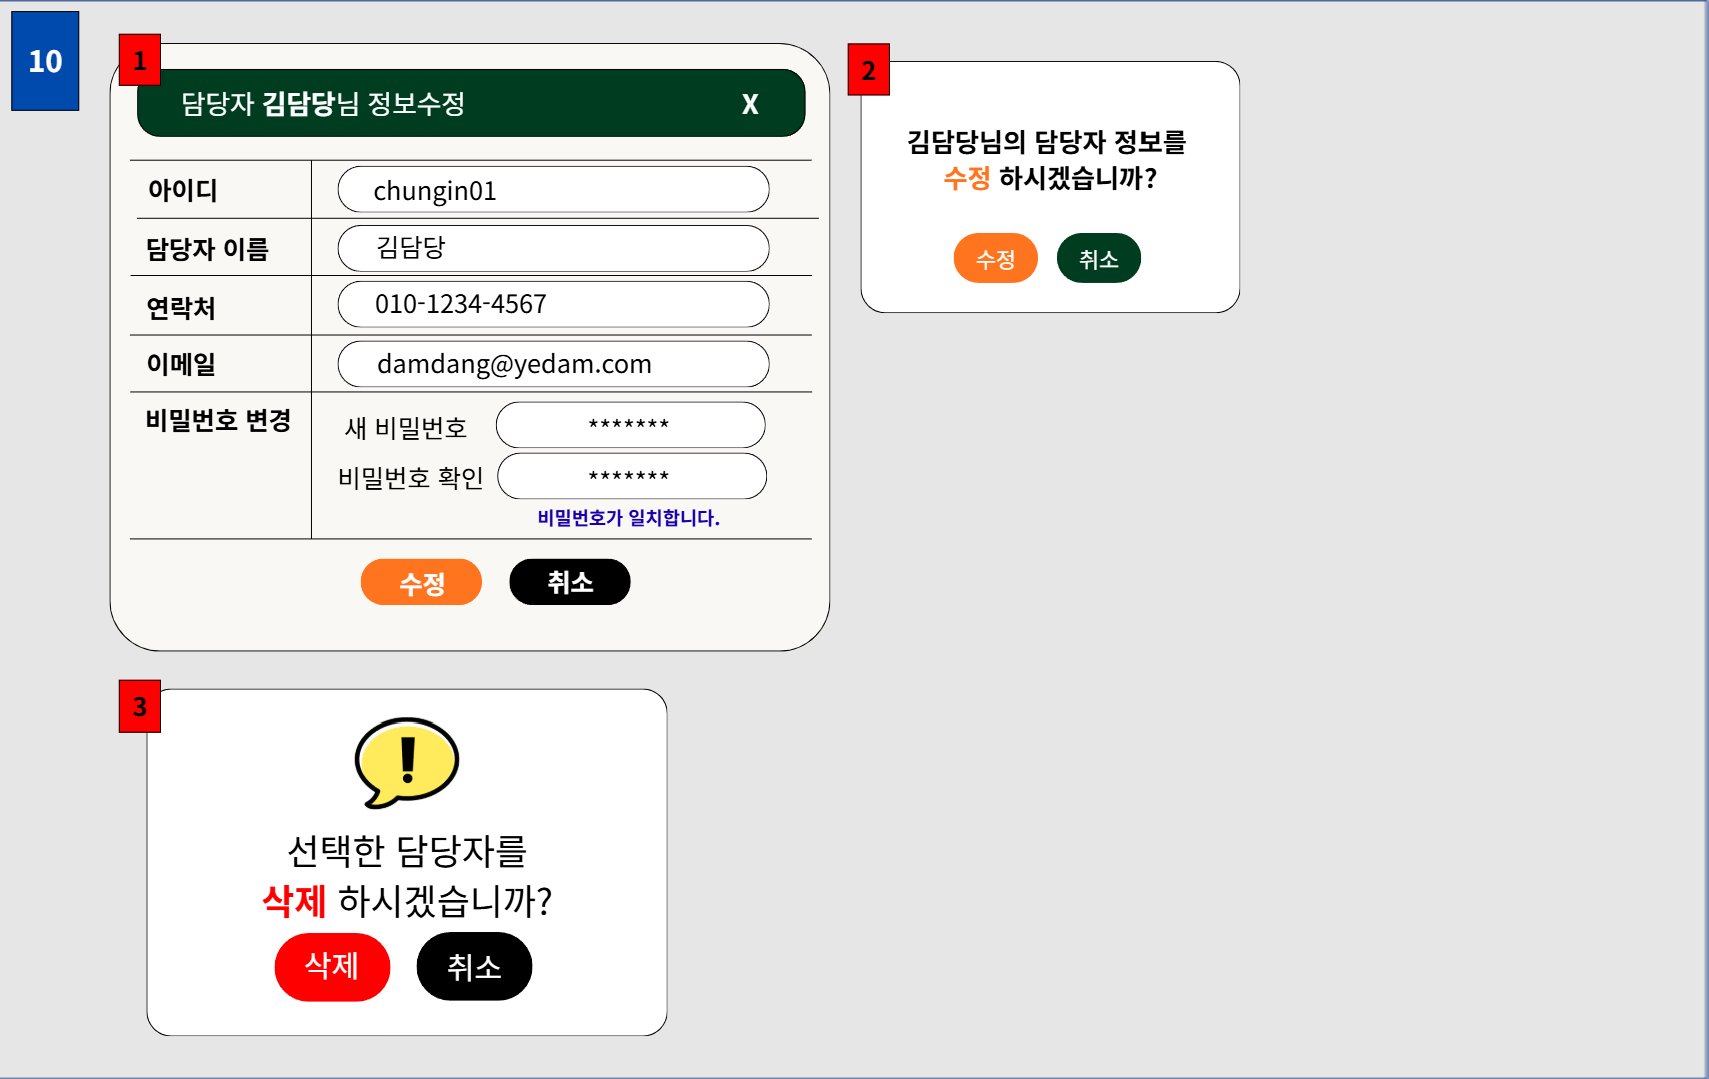 10
1
담당자 김담당님 정보수정 X
아이디 chungin01
담당자 이름 김담당
연락처 010-1234-4567
이메일 damdang@yedam.com
비밀번호 변경 새 비밀번호 *******
비밀번호 확인 *******
비밀번호가 일치합니다.
수정 취소
2
김담당님의 담당자 정보를
수정 하시겠습니까?
수정 취소
3
!
선택한 담당자를
삭제 하시겠습니까?
삭제 취소